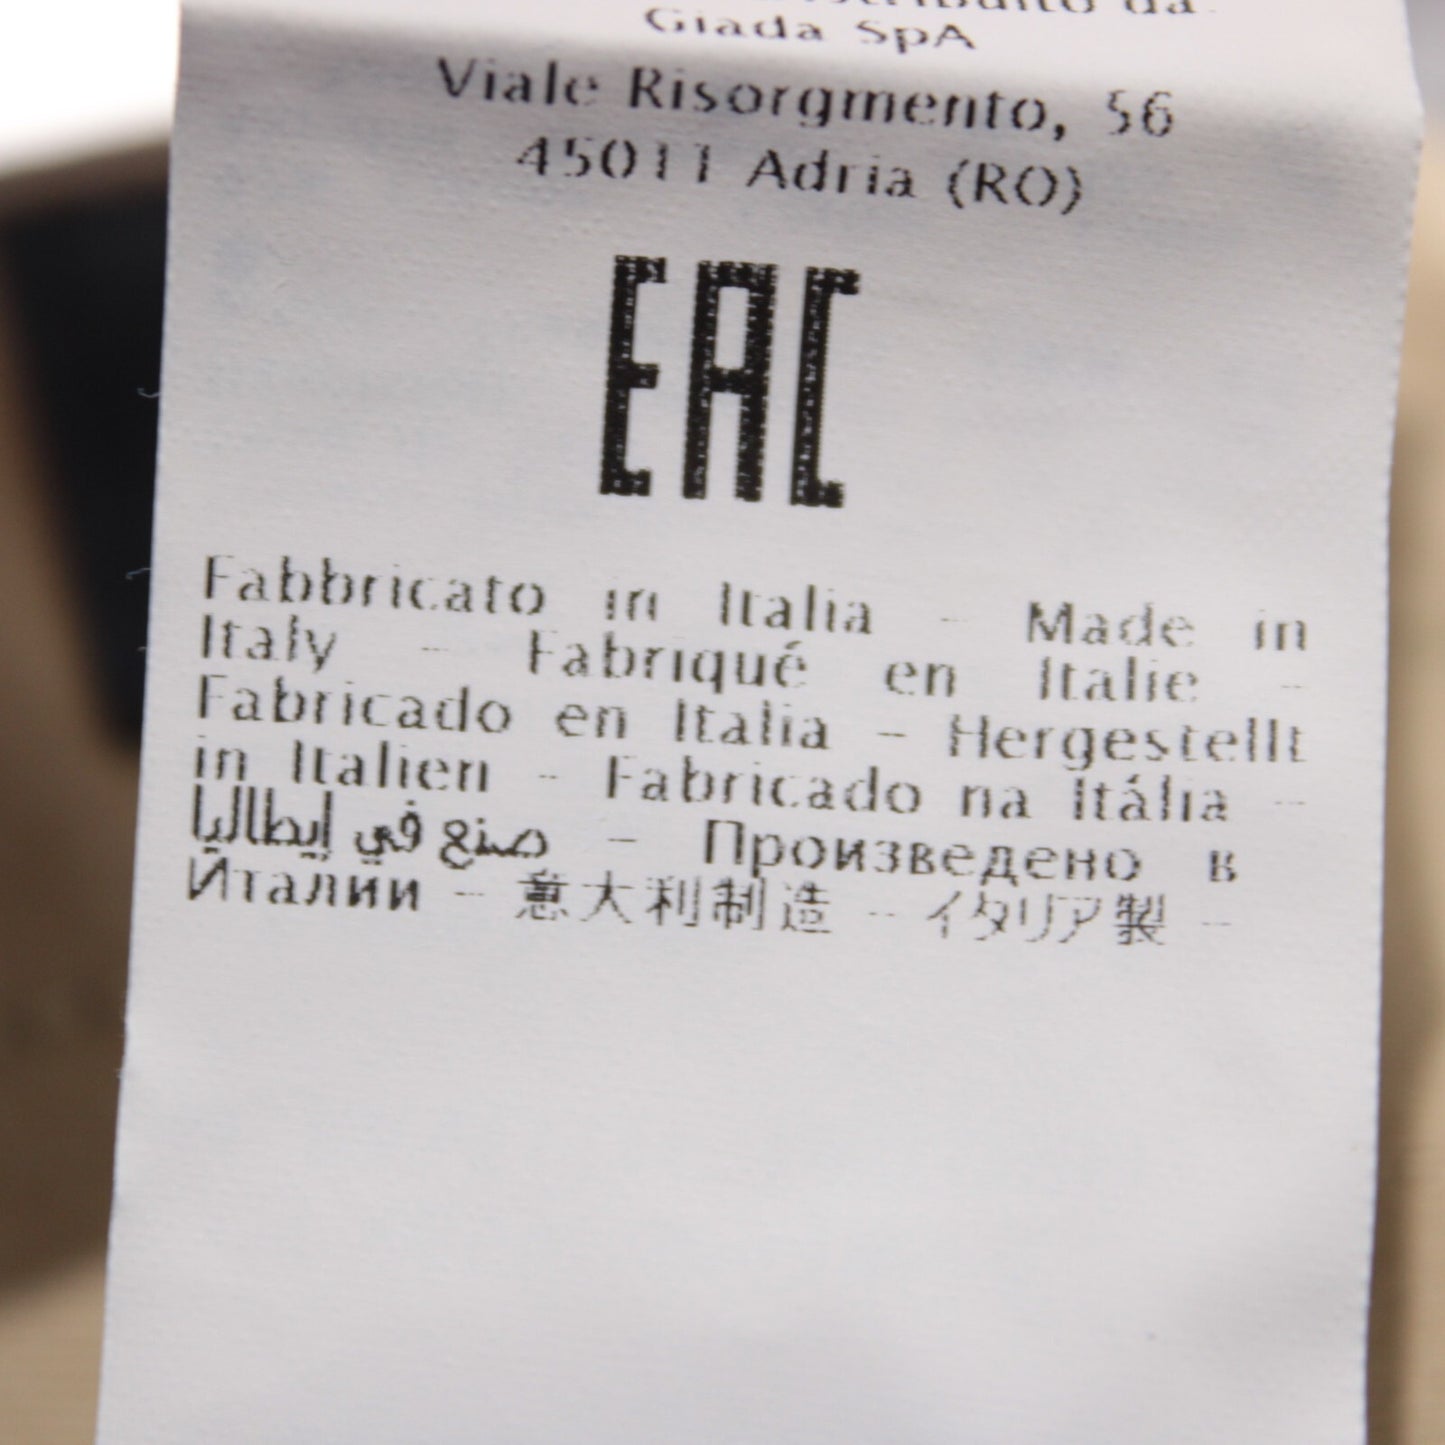 Distribuito da
Giada SpA
Viale Risorgmento, 56
45011 Adria (RO)
EAC
Fabbricato in Italia - Made in
Italy - Fabriqué en Italie -
Fabricado en Italia - Hergestellt
in Italien - Fabricado na Itália -
صنع في إيطاليا - Произведено в
Италии - 意大利制造 - イタリア製 -